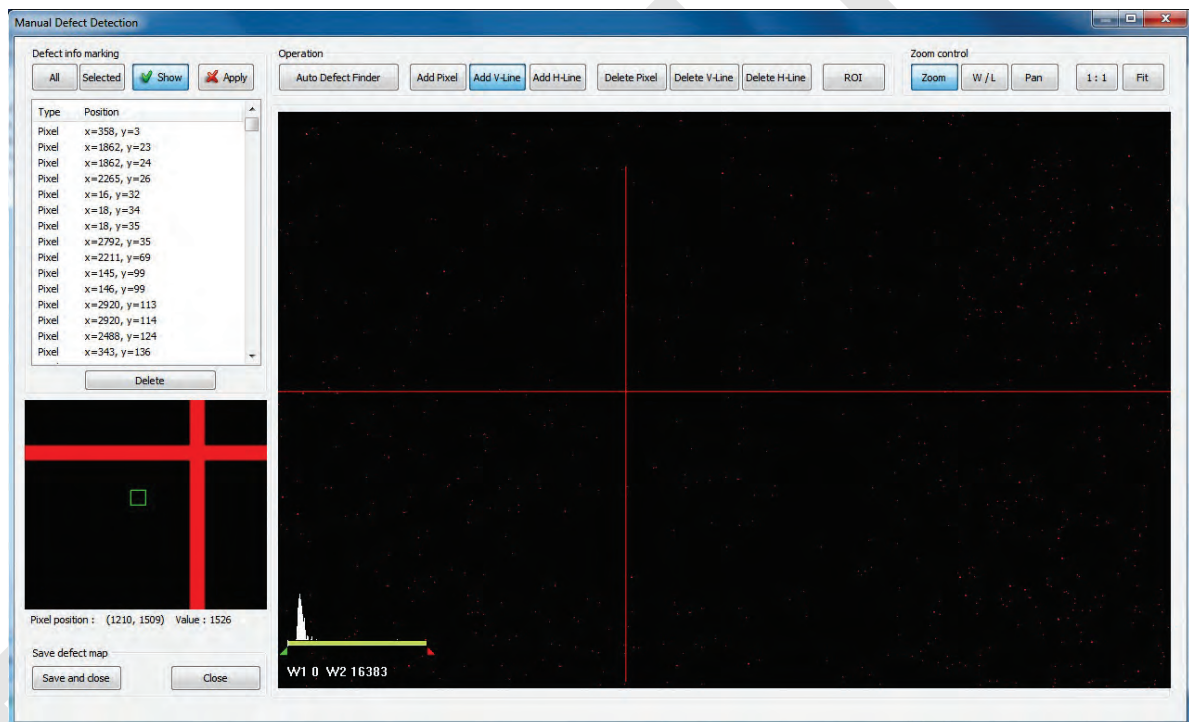 Manual Defect Detection
Defect info marking
All Selected Show Apply
Type Position
Pixel x=358, y=3
Pixel x=1862, y=23
Pixel x=1862, y=24
Pixel x=2265, y=26
Pixel x=16, y=32
Pixel x=18, y=34
Pixel x=18, y=35
Pixel x=2792, y=35
Pixel x=2211, y=69
Pixel x=145, y=99
Pixel x=146, y=99
Pixel x=2920, y=113
Pixel x=2920, y=114
Pixel x=2488, y=124
Pixel x=343, y=136
Delete
Pixel position : (1210, 1509) Value : 1526
Save defect map
Save and close Close
Operation
Auto Defect Finder Add Pixel Add V-Line Add H-Line Delete Pixel Delete V-Line Delete H-Line ROI
Zoom control
Zoom W / L Pan 1 : 1 Fit
W1 0 W2 16383